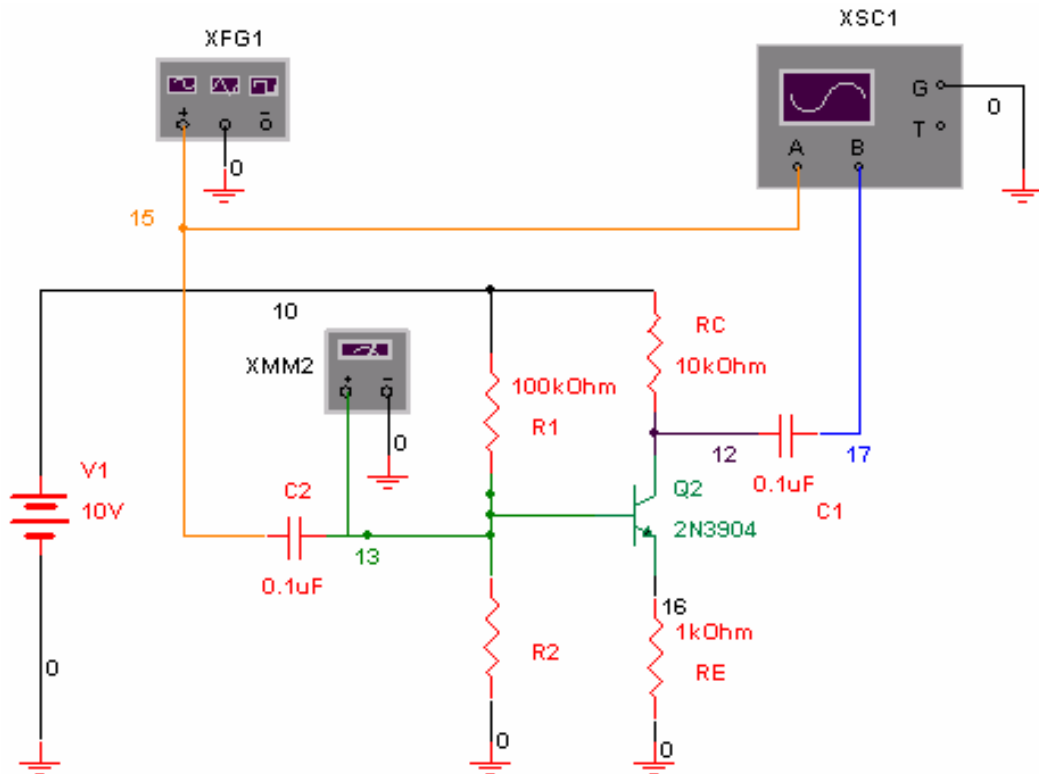 XSC1
XFG1
G
0
T
A B
+ −
0
15
10
RC
XMM2
10kOhm
100kOhm
+ −
R1
0
V1
12
17
C2
Q2
0.1uF
10V
C1
2N3904
13
0.1uF
16
1kOhm
R2
0
RE
0
0